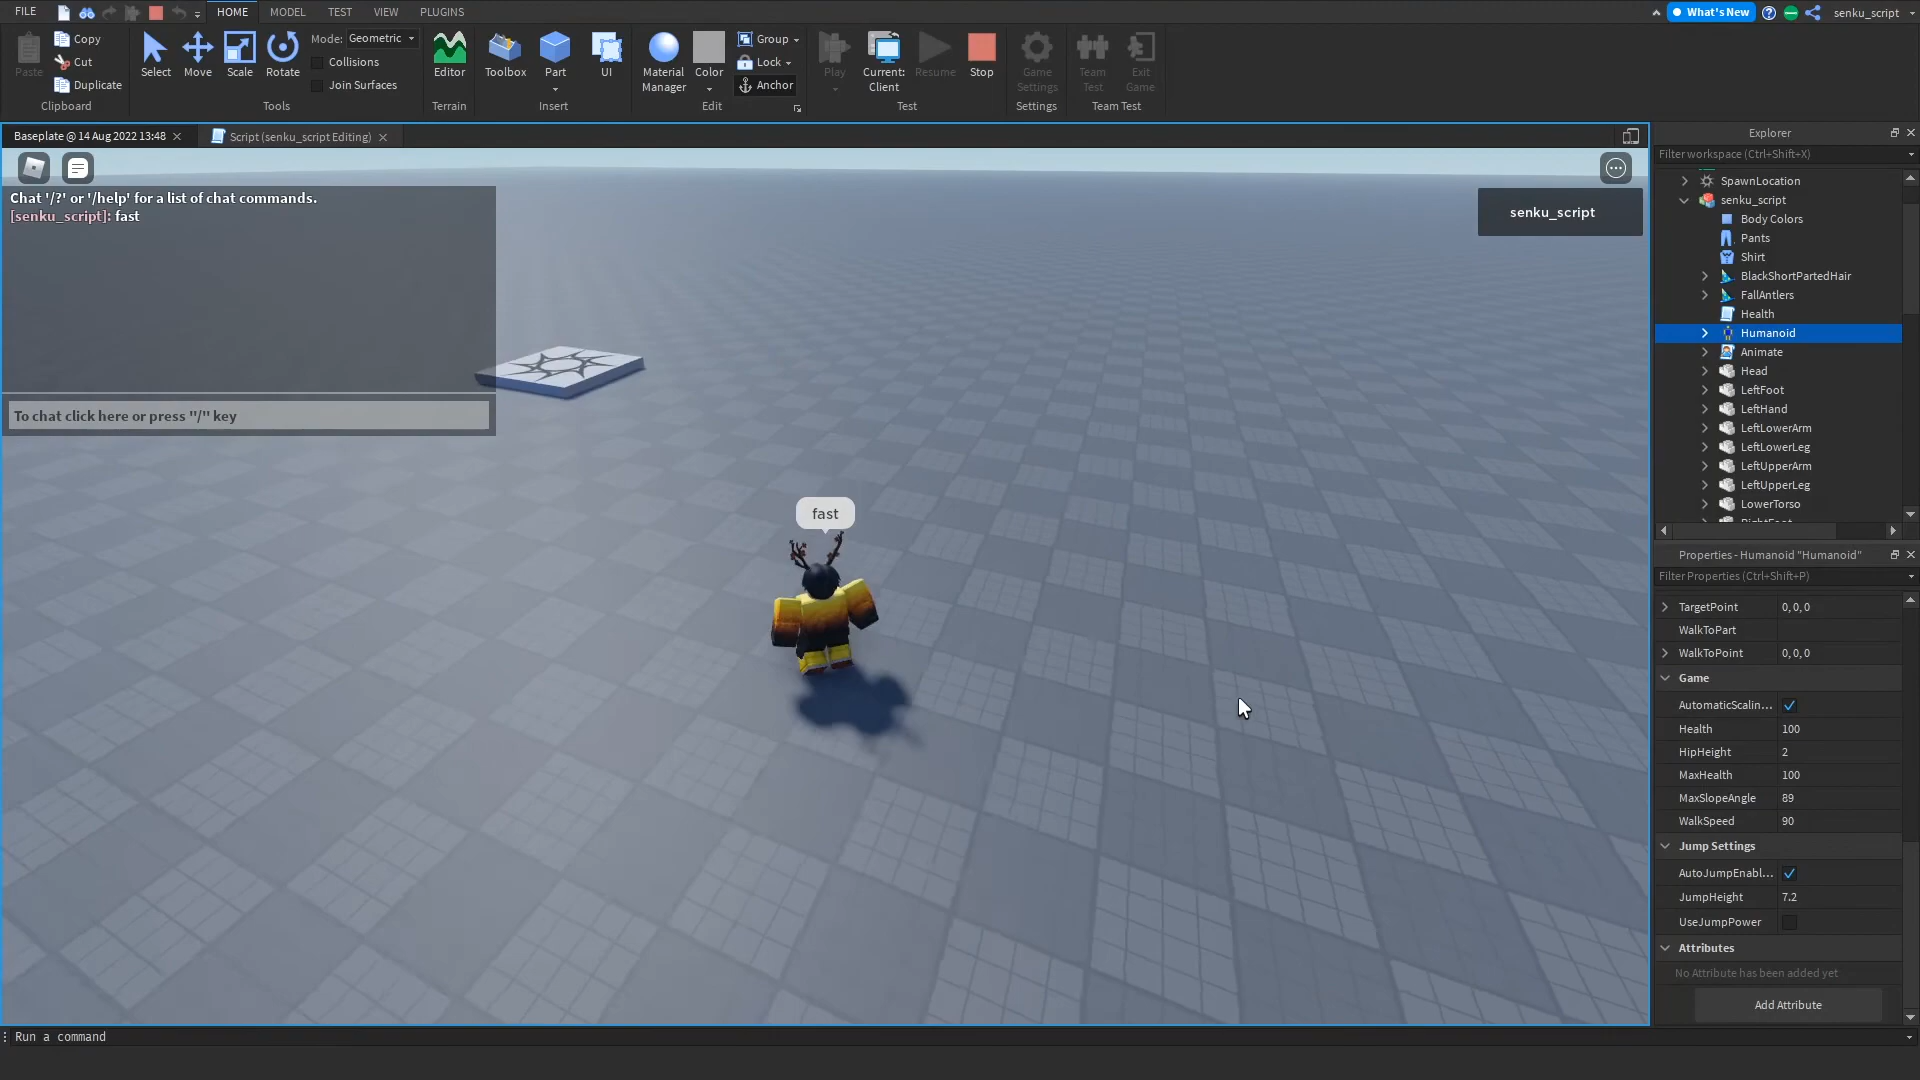 FILE
HOME
MODEL
TEST
VIEW
PLUGINS
What's New
senku_script
Paste
Copy
Cut
Duplicate
Clipboard
Select
Move
Scale
Rotate
Mode: Geometric
Collisions
Join Surfaces
Tools
Editor
Terrain
Toolbox
Part
UI
Insert
Material Manager
Color
Group
Lock
Anchor
Edit
Play
Current: Client
Resume
Stop
Test
Game Settings
Settings
Team Test
Exit Game
Team Test
Baseplate @ 14 Aug 2022 13:48
Script (senku_script Editing)
Chat '/?' or '/help' for a list of chat commands.
[senku_script]: fast
To chat click here or press "/" key
senku_script
fast
Explorer
Filter workspace (Ctrl+Shift+X)
SpawnLocation
senku_script
Body Colors
Pants
Shirt
BlackShortPartedHair
FallAntlers
Health
Humanoid
Animate
Head
LeftFoot
LeftHand
LeftLowerArm
LeftLowerLeg
LeftUpperArm
LeftUpperLeg
LowerTorso
Properties - Humanoid "Humanoid"
Filter Properties (Ctrl+Shift+P)
TargetPoint 0, 0, 0
WalkToPart
WalkToPoint 0, 0, 0
Game
AutomaticScalin...
Health 100
HipHeight 2
MaxHealth 100
MaxSlopeAngle 89
WalkSpeed 90
Jump Settings
AutoJumpEnabl...
JumpHeight 7.2
UseJumpPower
Attributes
No Attribute has been added yet
Add Attribute
Run a command